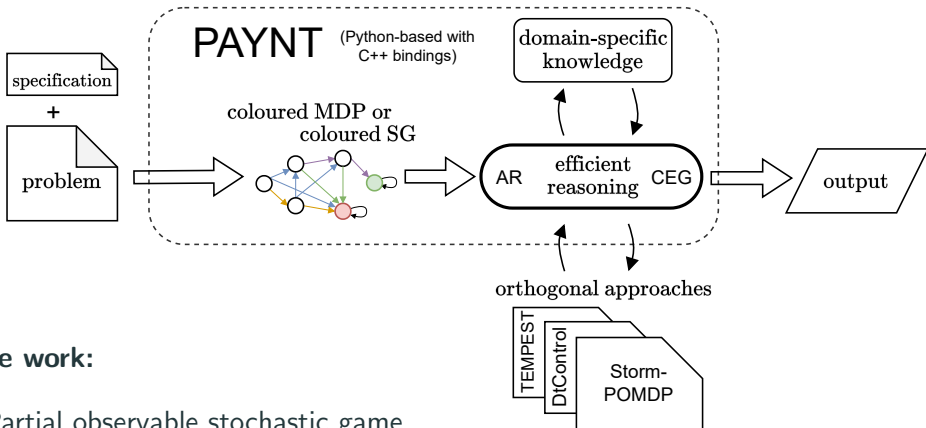 PAYNT (Python-based with
C++ bindings)
domain-specific
knowledge
specification
+
problem
coloured MDP or
coloured SG
AR
efficient
reasoning
CEG
output
orthogonal approaches
TEMPEST
DtControl
Storm-
POMDP
e work:
Partial observable stochastic game